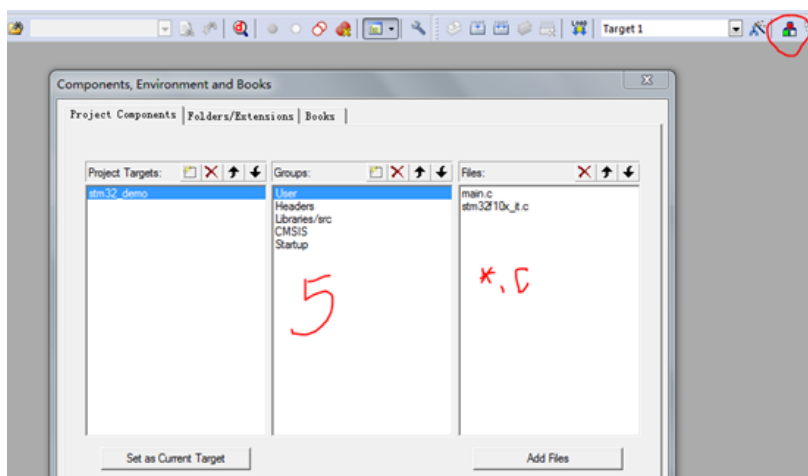 LOAD
Target 1
Components, Environment and Books
Project Components Folders/Extensions Books
Project Targets: Groups: Files:
stm32_demo
User
Headers
Libraries/src
CMSIS
Startup
main.c
stm32f10x_it.c
5
*.c
Set as Current Target
Add Files